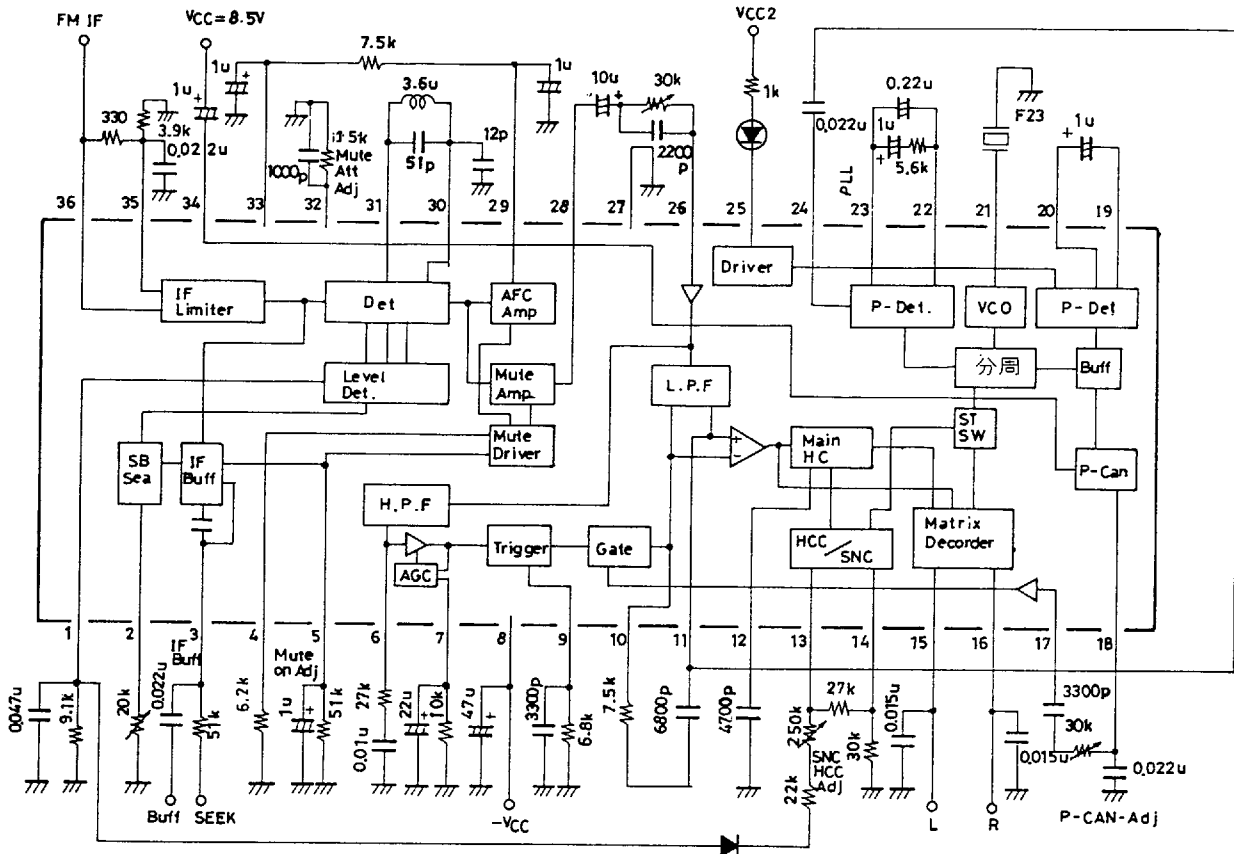 FM IF
VCC=8.5V
VCC2
7.5k
1u
1u
1u
3.6u
10u
30k
0.22u
330
3.9k
0.022u
1000p
13.5k
Mute
Att
Adj
51p
12p
2200
p
1k
0.022u
PLL
1u
5.6k
F23
1u
36
35
34
33
32
31
30
29
28
27
26
25
24
23
22
21
20
19
IF
Limiter
Det
AFC
Amp
Driver
P-Det.
VCO
P-Det
Level
Det.
Mute
Amp
L.P.F
分周
Buff
SB
Sea
IF
Buff
Mute
Driver
Main
HC
ST
SW
P-Can
H.P.F
AGC
Trigger
Gate
HCC
/SNC
Matrix
Decorder
+
−
1
2
3
4
5
6
7
8
9
10
11
12
13
14
15
16
17
18
IF
Buff
Mute
on Adj
0.047u
9.1k
20k
0.022u
51k
6.2k
1u
51k
27k
0.01u
22u
10k
47u
3300p
6.8k
7.5k
6800p
4700p
250k
27k
SNC
HCC
Adj
22k
30k
0.015u
0.015u
3300p
30k
0.022u
Buff
SEEK
-VCC
L
R
P-CAN-Adj